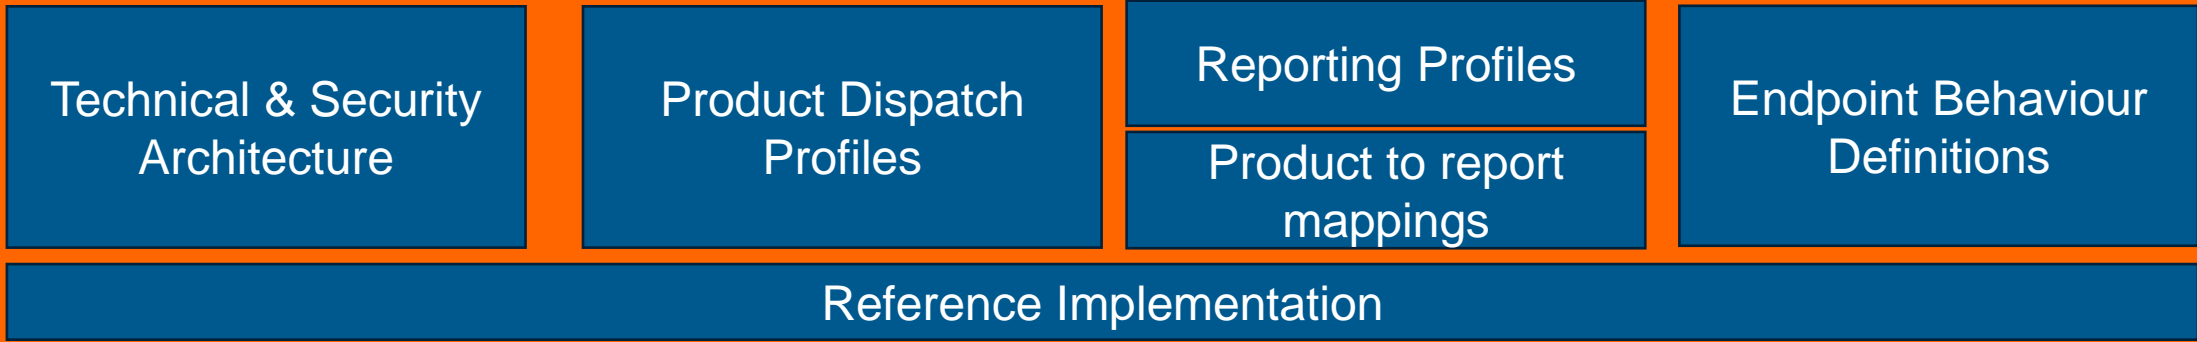 Technical & Security
Architecture
Product Dispatch
Profiles
Reporting Profiles
Product to report
mappings
Endpoint Behaviour
Definitions
Reference Implementation